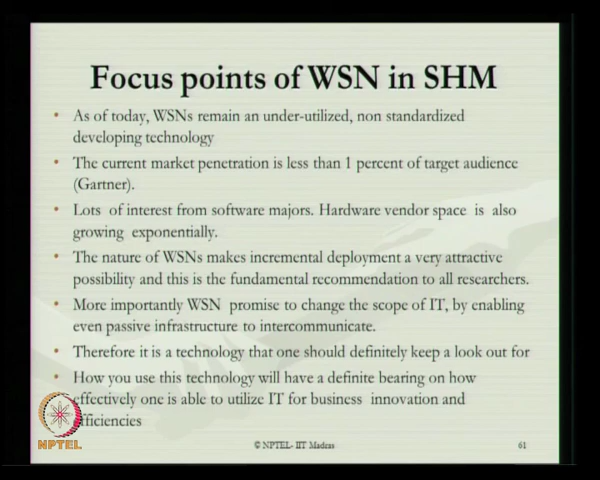 Focus points of WSN in SHM
• As of today, WSNs remain an under-utilized, non standardized
developing technology
• The current market penetration is less than 1 percent of target audience
(Gartner).
• Lots of interest from software majors. Hardware vendor space is also
growing exponentially.
• The nature of WSNs makes incremental deployment a very attractive
possibility and this is the fundamental recommendation to all researchers.
• More importantly WSN promise to change the scope of IT, by enabling
even passive infrastructure to intercommunicate.
• Therefore it is a technology that one should definitely keep a look out for
• How you use this technology will have a definite bearing on how
effectively one is able to utilize IT for business innovation and
efficiencies
NPTEL
© NPTEL- IIT Madras
61